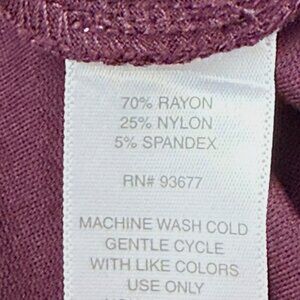 70% RAYON
25% NYLON
5% SPANDEX
RN# 93677
MACHINE WASH COLD
GENTLE CYCLE
WITH LIKE COLORS
USE ONLY